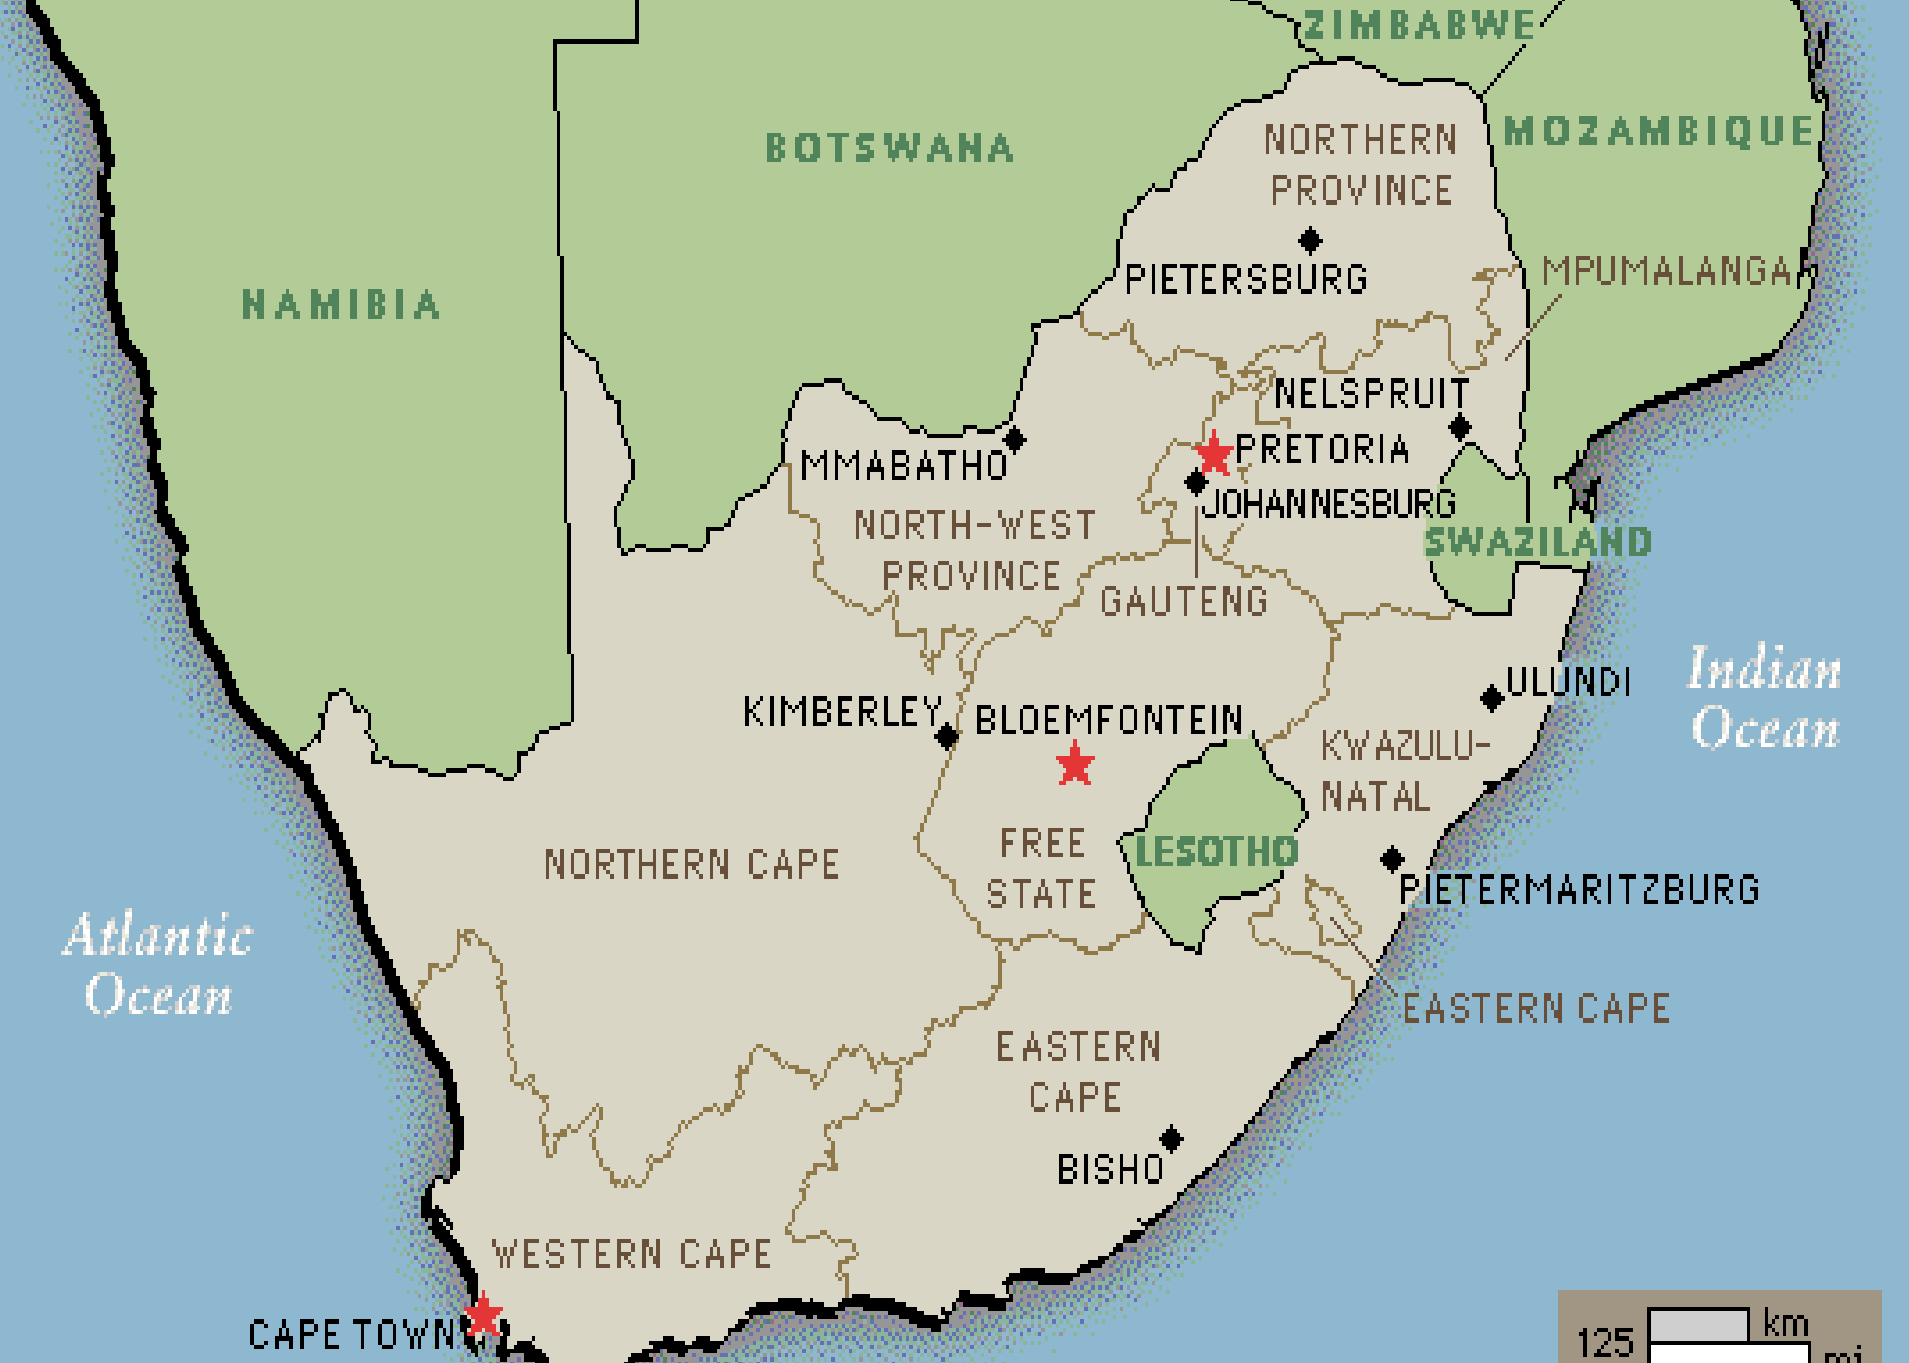 ZIMBABWE
MOZAMBIQUE
BOTSWANA
NORTHERN
PROVINCE
PIETERSBURG
MPUMALANGA
NAMIBIA
NELSPRUIT
PRETORIA
MMABATHO
JOHANNESBURG
NORTH-WEST
PROVINCE
SWAZILAND
GAUTENG
ULUNDI
Indian
Ocean
KIMBERLEY
BLOEMFONTEIN
KWAZULU-
NATAL
FREE
STATE
LESOTHO
NORTHERN CAPE
PIETERMARITZBURG
Atlantic
Ocean
EASTERN CAPE
EASTERN
CAPE
BISHO
WESTERN CAPE
CAPE TOWN
km
125
mi